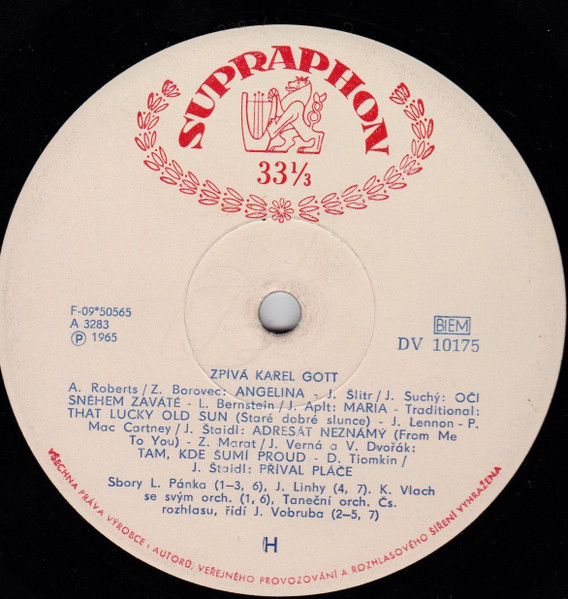 SUPRAPHON
33⅓
F-09*50565
A 3283
Ⓟ 1965
BIEM
DV 10175
ZPÍVÁ KAREL GOTT
A. Roberts/Z. Borovec: ANGELINA - J. Šlitr/J. Suchý: OČI
SNĚHEM ZÁVÁTÉ - L. Bernstein/J. Aplt: MARIA - Traditional:
THAT LUCKY OLD SUN (Staré dobré slunce) - J. Lennon-P.
Mac Cartney/J. Štaidl: ADRESÁT NEZNÁMÝ (From Me
To You) - Z. Marat/J. Verná a V. Dvořák:
TAM, KDE ŠUMÍ PROUD - D. Tiomkin/
J. Štaidl: PŘÍVAL PLÁČE
Sbory L. Pánka (1-3, 6), J. Linhy (4, 7). K. Vlach
se svým orch. (1, 6), Taneční orch. Čs.
rozhlasu, řídí J. Vobruba (2-5, 7)
H
VŠECHNA PRÁVA VÝROBCE I AUTORŮ, VEŘEJNÉHO PROVOZOVÁNÍ A ROZHLASOVÉHO ŠÍŘENÍ VYHRAŽENA